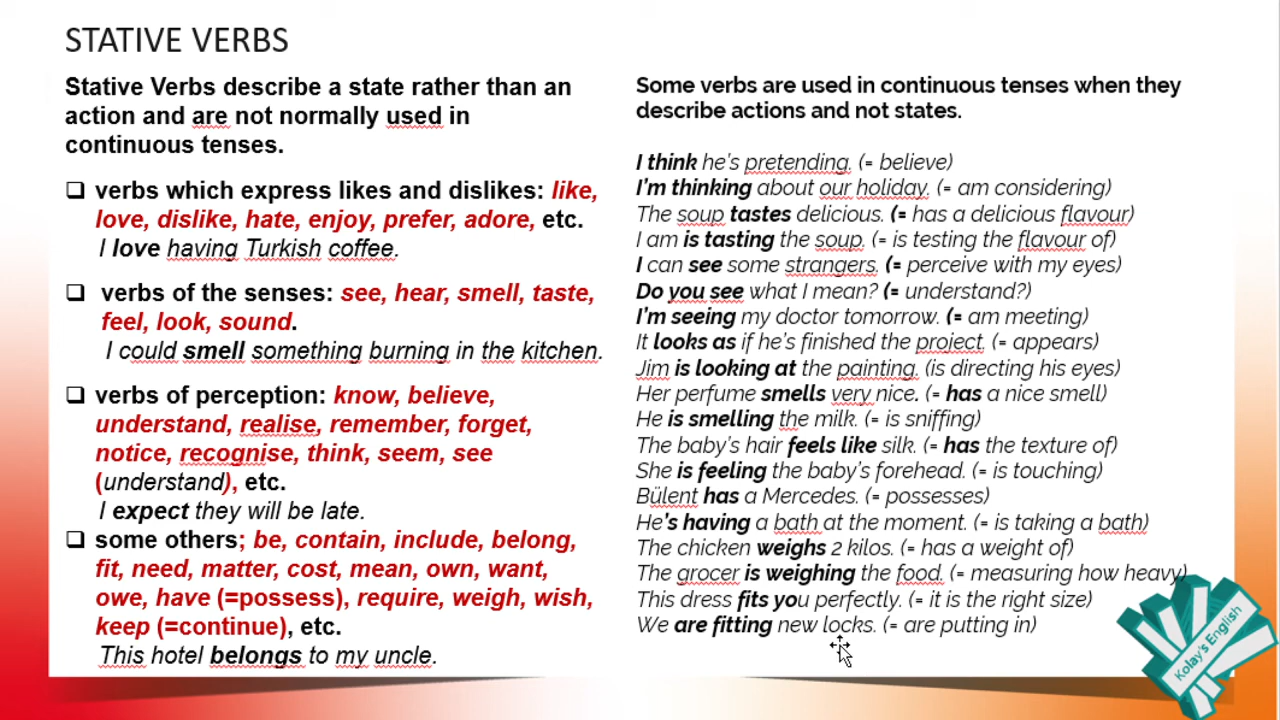 STATIVE VERBS
Stative Verbs describe a state rather than an
action and are not normally used in
continuous tenses.
verbs which express likes and dislikes: like,
love, dislike, hate, enjoy, prefer, adore, etc.
I love having Turkish coffee.
verbs of the senses: see, hear, smell, taste,
feel, look, sound.
I could smell something burning in the kitchen.
verbs of perception: know, believe,
understand, realise, remember, forget,
notice, recognise, think, seem, see
(understand), etc.
I expect they will be late.
some others; be, contain, include, belong,
fit, need, matter, cost, mean, own, want,
owe, have (=possess), require, weigh, wish,
keep (=continue), etc.
This hotel belongs to my uncle.
Some verbs are used in continuous tenses when they
describe actions and not states.
I think he's pretending. (= believe)
I'm thinking about our holiday. (= am considering)
The soup tastes delicious. (= has a delicious flavour)
I am is tasting the soup. (= is testing the flavour of)
I can see some strangers. (= perceive with my eyes)
Do you see what I mean? (= understand?)
I'm seeing my doctor tomorrow. (= am meeting)
It looks as if he's finished the project. (= appears)
Jim is looking at the painting. (is directing his eyes)
Her perfume smells very nice. (= has a nice smell)
He is smelling the milk. (= is sniffing)
The baby's hair feels like silk. (= has the texture of)
She is feeling the baby's forehead. (= is touching)
Bülent has a Mercedes. (= possesses)
He's having a bath at the moment. (= is taking a bath)
The chicken weighs 2 kilos. (= has a weight of)
The grocer is weighing the food. (= measuring how heavy)
This dress fits you perfectly. (= it is the right size)
We are fitting new locks. (= are putting in)
Kolay's English